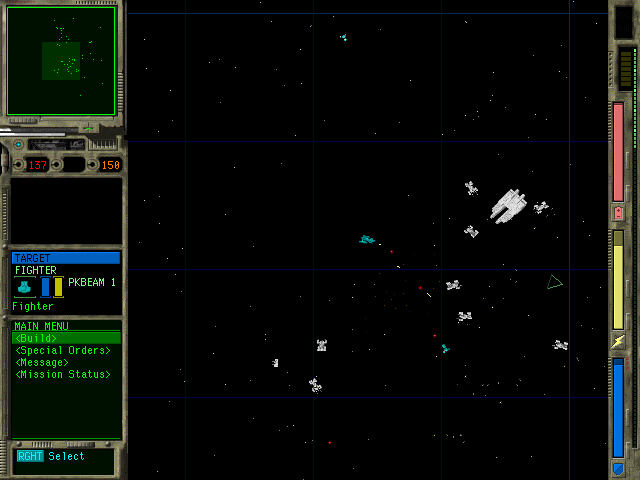 137
150
TARGET
FIGHTER
PKBEAM 1
Fighter
MAIN MENU
<Build>
<Special Orders>
<Message>
<Mission Status>
RGHT Select